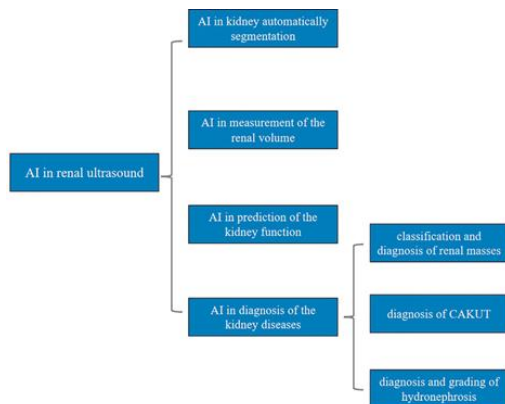 AI in kidney automatically
segmentation
AI in measurement of the
renal volume
AI in renal ultrasound
AI in prediction of the
kidney function
classification and
diagnosis of renal masses
AI in diagnosis of the
kidney diseases
diagnosis of CAKUT
diagnosis and grading of
hydronephrosis